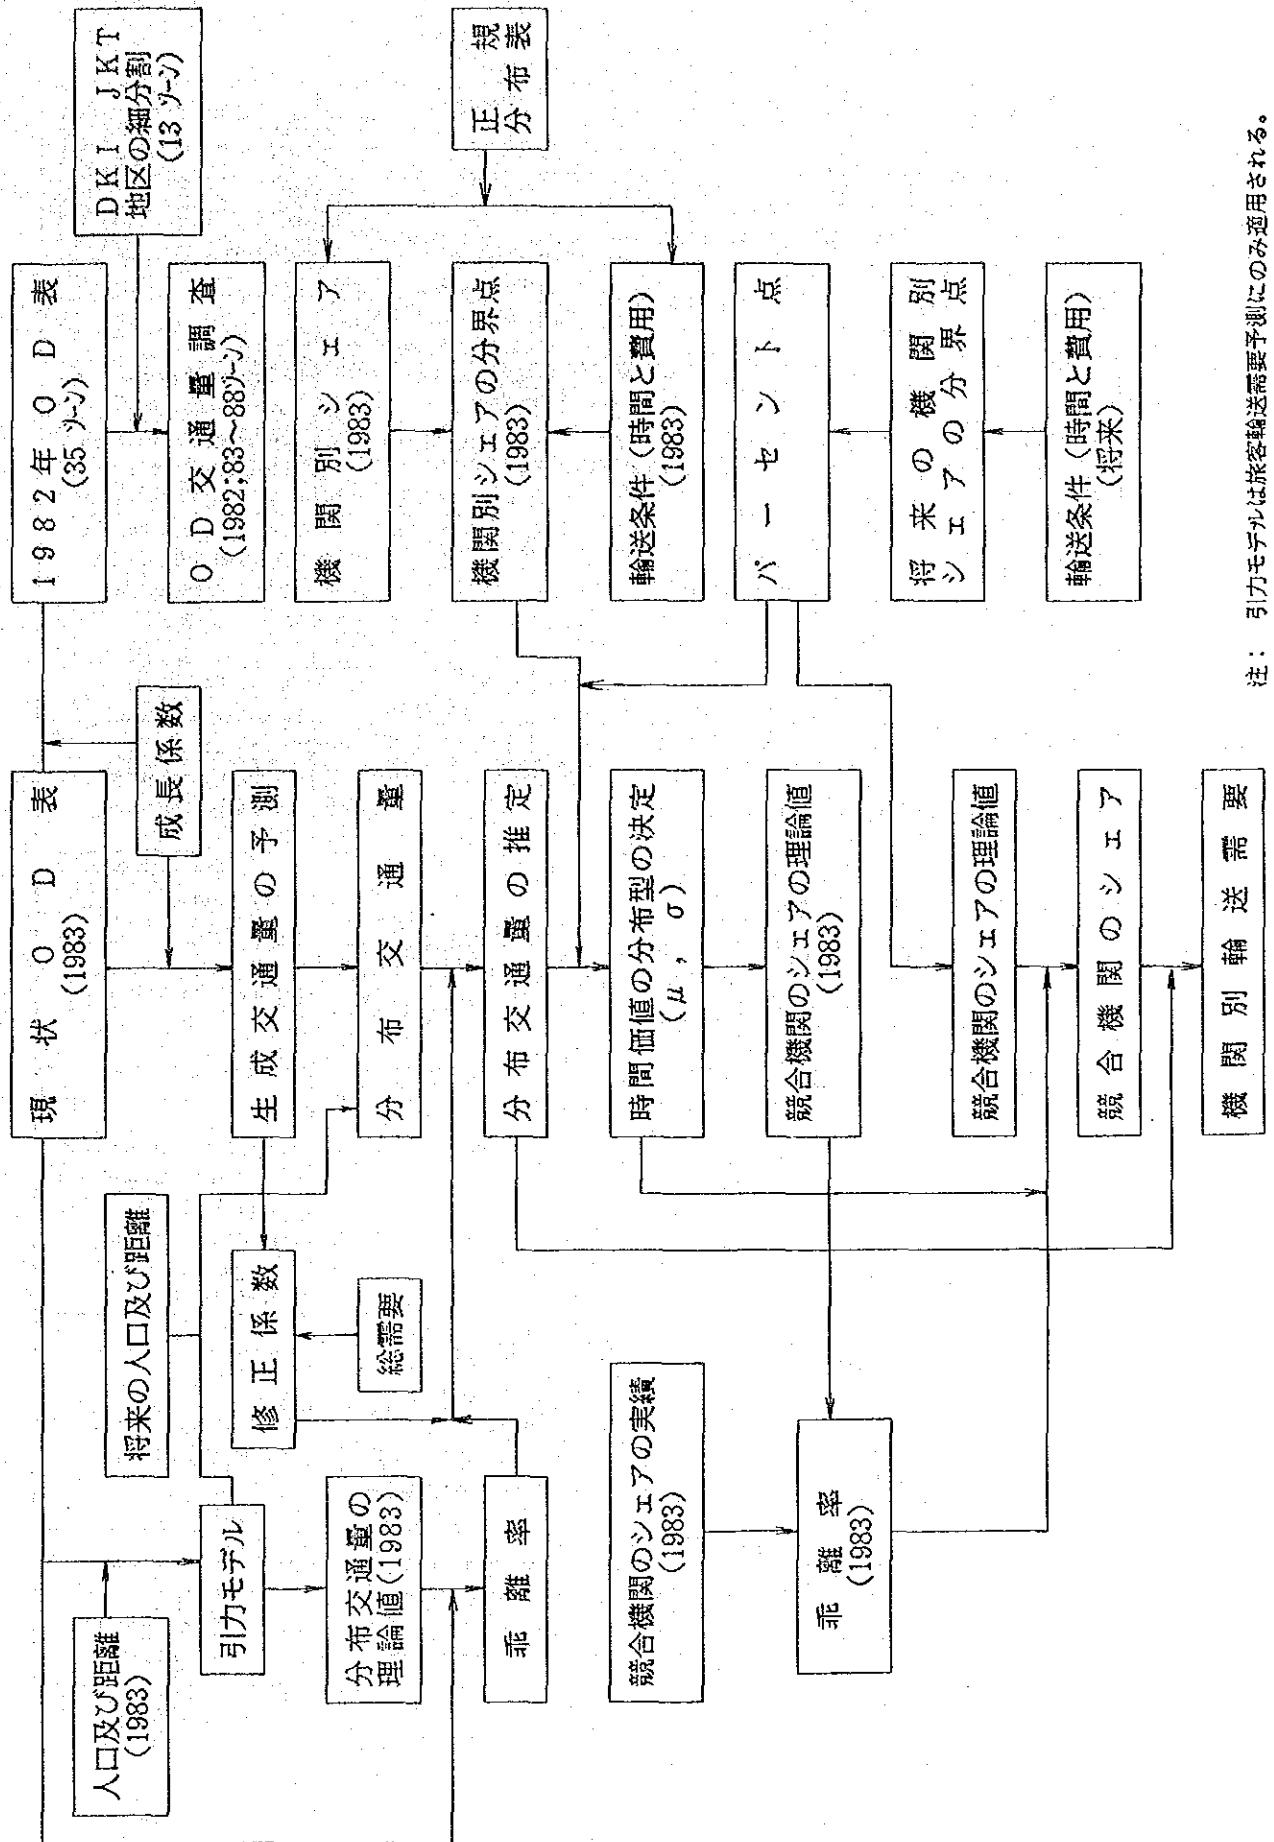 人口及び距離
(1983)
引力モデル
分布交通量の
理論値(1983)
乖離率
競合機関のシェアの実績
(1983)
乖離率
(1983)
将来の人口及び距離
修正係数
総需要
現状OD表
(1983)
成長係数
生成交通量の予測
分布交通量
分布交通量の推定
時間価値の分布型の決定
(μ, σ)
競合機関のシェアの理論値
(1983)
競合機関のシェアの理論値
競合機関のシェア
機関別輸送需要
1982年OD表
(35ゾーン)
DKI JKT
地区の細分割
(13ゾーン)
OD交通量調査
(1982;83~88ゾーン)
機関別シェア
(1983)
機関別シェアの分界点
(1983)
輸送条件(時間と費用)
(1983)
正規
分布表
パーセント点
将来の機関別
シェアの分界点
輸送条件(時間と費用)
(将来)
注: 引力モデルは旅客輸送需要予測にのみ適用される。